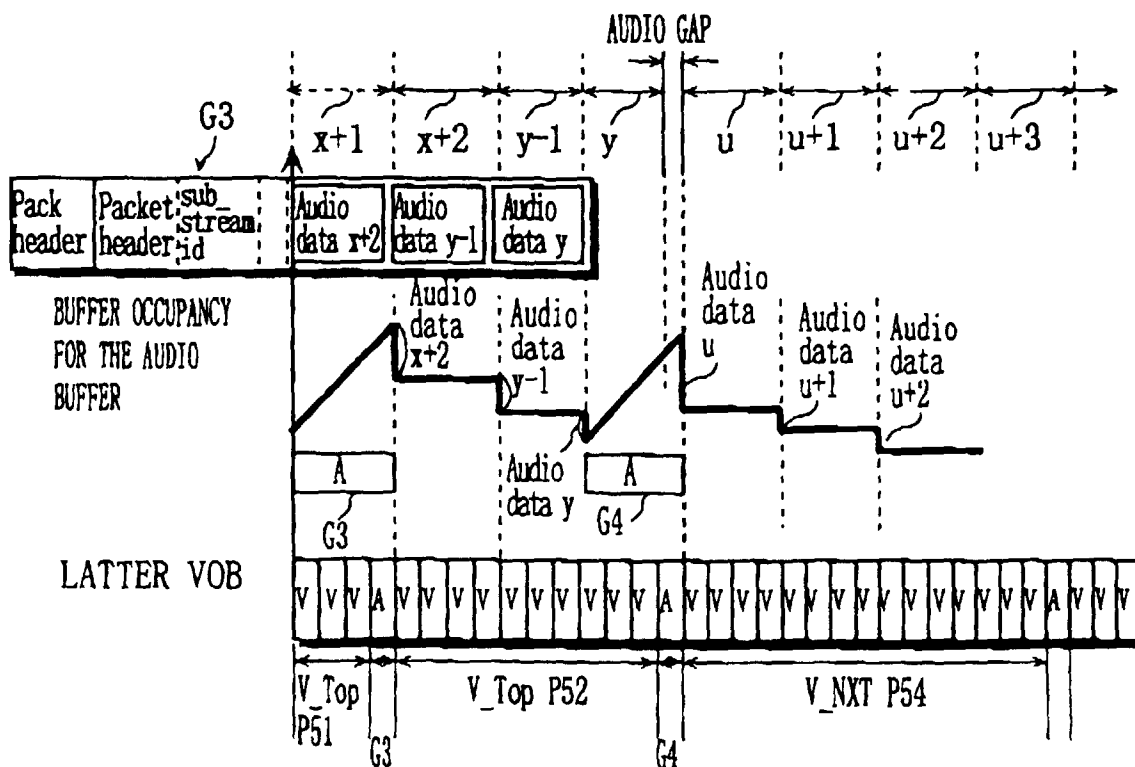 AUDIO GAP
G3
x+1 x+2 y-1 y u u+1 u+2 u+3
Pack header
Packet header
sub_stream id
Audio data x+2
Audio data y-1
Audio data y
BUFFER OCCUPANCY
FOR THE AUDIO
BUFFER
Audio data x+2
Audio data y-1
Audio data y
Audio data u
Audio data u+1
Audio data u+2
A
G3
A
G4
LATTER VOB
V V V A V V V V V V V V V V A V V V V V V V V V V V V V V A V V V
V_Top P51
V_Top P52
V_NXT P54
G3
G4